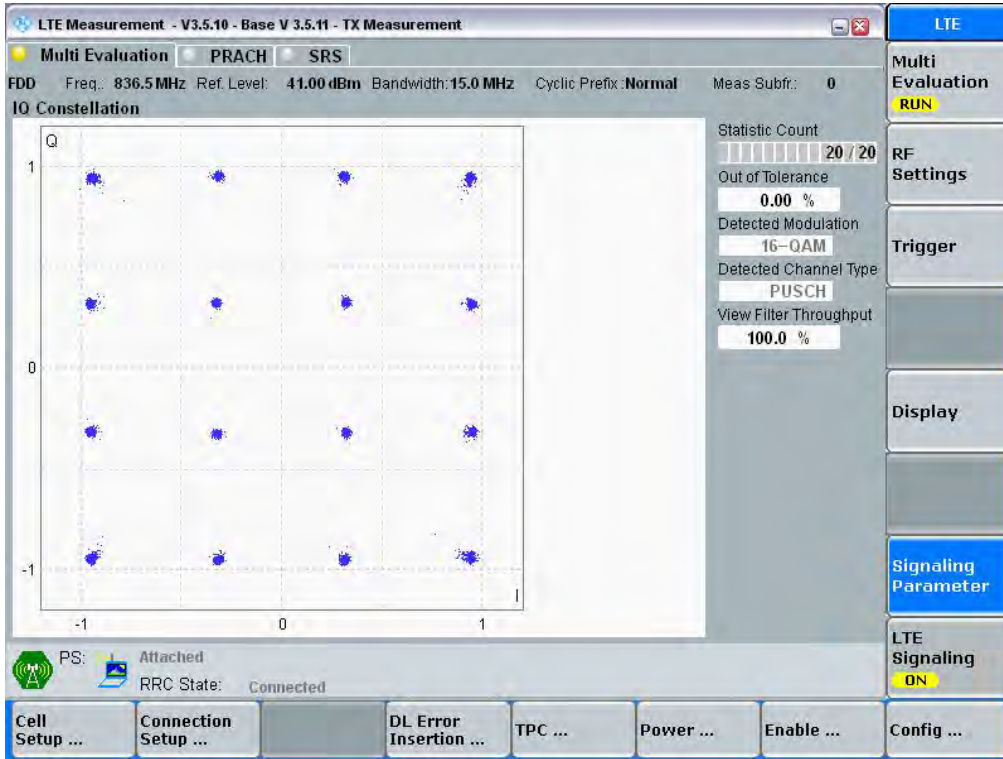 LTE Measurement - V3.5.10 - Base V 3.5.11 - TX Measurement
LTE
Multi Evaluation PRACH SRS
FDD Freq.: 836.5 MHz Ref. Level: 41.00 dBm Bandwidth: 15.0 MHz Cyclic Prefix : Normal Meas Subfr.: 0
IQ Constellation
Q
1
0
-1
-1 0 1
I
Statistic Count
20 / 20
Out of Tolerance
0.00 %
Detected Modulation
16-QAM
Detected Channel Type
PUSCH
View Filter Throughput
100.0 %
Multi
Evaluation
RUN
RF
Settings
Trigger
Display
Signaling
Parameter
LTE
Signaling
ON
PS: Attached
RRC State: Connected
Cell
Setup ...
Connection
Setup ...
DL Error
Insertion ...
TPC ...
Power ...
Enable ...
Config ...